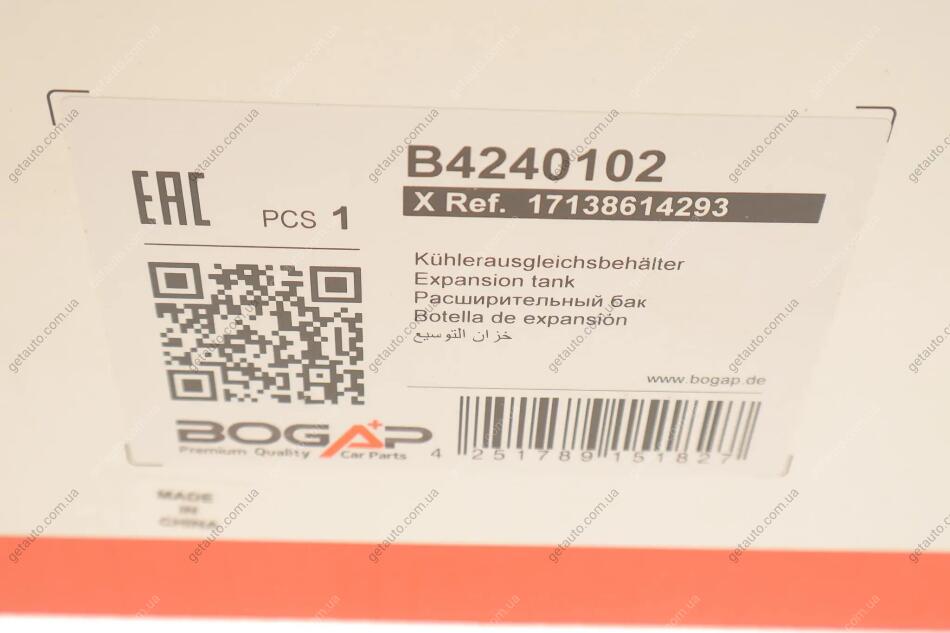 B4240102
EAC
PCS 1
X Ref. 17138614293
Kühlerausgleichsbehälter
Expansion tank
Расширительный бак
Botella de expansión
خزان التوسيع
www.bogap.de
BOGAP
Premium Quality Car Parts
4 251789 151827
MADE
IN
CHINA
getauto.com.ua